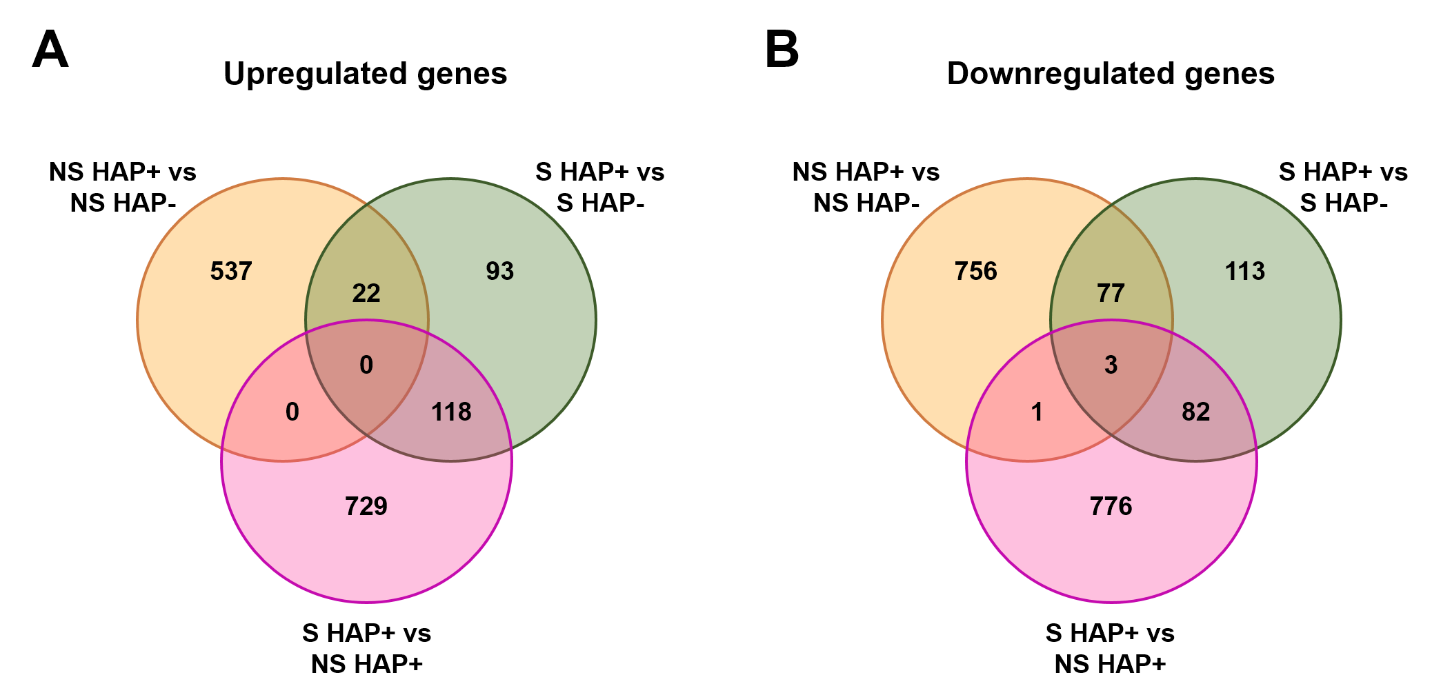 A
Upregulated genes
NS HAP+ vs
NS HAP-
S HAP+ vs
S HAP-
537
93
22
0
0
118
729
S HAP+ vs
NS HAP+
B
Downregulated genes
NS HAP+ vs
NS HAP-
S HAP+ vs
S HAP-
756
113
77
3
1
82
776
S HAP+ vs
NS HAP+